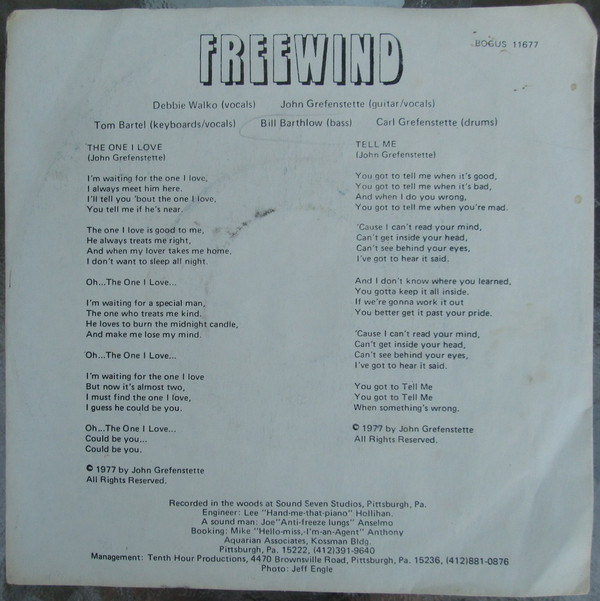 FREEWIND
BOGUS 11677
Debbie Walko (vocals) John Grefenstette (guitar/vocals)
Tom Bartel (keyboards/vocals) Bill Barthlow (bass) Carl Grefenstette (drums)
THE ONE I LOVE
(John Grefenstette)
I'm waiting for the one I love,
I always meet him here.
I'll tell you 'bout the one I love,
You tell me if he's near.
The one I love is good to me,
He always treats me right,
And when my lover takes me home,
I don't want to sleep all night.
Oh...The One I Love...
I'm waiting for a special man,
The one who treats me kind.
He loves to burn the midnight candle,
And make me lose my mind.
Oh...The One I Love...
I'm waiting for the one I love
But now it's almost two,
I must find the one I love,
I guess he could be you.
Oh...The One I Love...
Could be you...
Could be you.
© 1977 by John Grefenstette
All Rights Reserved.
TELL ME
(John Grefenstette)
You got to tell me when it's good,
You got to tell me when it's bad,
And when I do you wrong,
You got to tell me when you're mad.
'Cause I can't read your mind,
Can't get inside your head,
Can't see behind your eyes,
I've got to hear it said.
And I don't know where you learned,
You gotta keep it all inside.
If we're gonna work it out
You better get it past your pride.
'Cause I can't read your mind,
Can't get inside your head,
Can't see behind your eyes,
I've got to hear it said.
You got to Tell Me
You got to Tell Me
When something's wrong.
© 1977 by John Grefenstette
All Rights Reserved.
Recorded in the woods at Sound Seven Studios, Pittsburgh, Pa.
Engineer: Lee "Hand-me-that-piano" Hollihan.
A sound man: Joe"Anti-freeze lungs" Anselmo
Booking: Mike "Hello-miss,-I'm-an-Agent" Anthony
Aquarian Associates, Kossman Bldg.
Pittsburgh, Pa. 15222, (412)391-9640
Management: Tenth Hour Productions, 4470 Brownsville Road, Pittsburgh, Pa. 15236, (412)881-0876
Photo: Jeff Engle